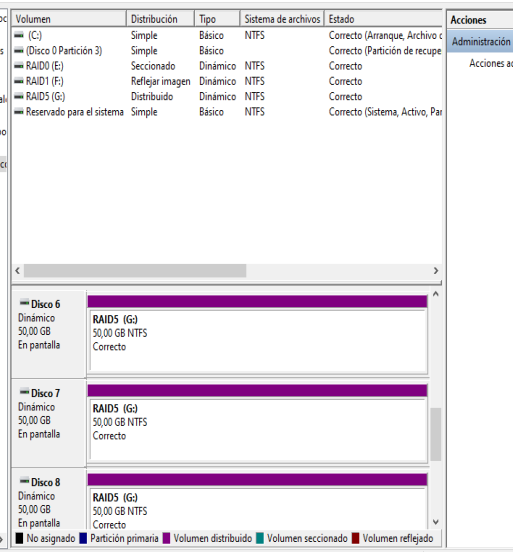 Volumen Distribución Tipo Sistema de archivos Estado
(C:) Simple Básico NTFS Correcto (Arranque, Archivo
(Disco 0 Partición 3) Simple Básico Correcto (Partición de recupe
RAID0 (E:) Seccionado Dinámico NTFS Correcto
RAID1 (F:) Reflejar imagen Dinámico NTFS Correcto
RAID5 (G:) Distribuido Dinámico NTFS Correcto
Reservado para el sistema Simple Básico NTFS Correcto (Sistema, Activo, Par
Acciones
Administración
Acciones
Disco 6
Dinámico
50,00 GB
En pantalla
RAID5 (G:)
50,00 GB NTFS
Correcto
Disco 7
Dinámico
50,00 GB
En pantalla
RAID5 (G:)
50,00 GB NTFS
Correcto
Disco 8
Dinámico
50,00 GB
En pantalla
RAID5 (G:)
50,00 GB NTFS
Correcto
No asignado Partición primaria Volumen distribuido Volumen seccionado Volumen reflejado